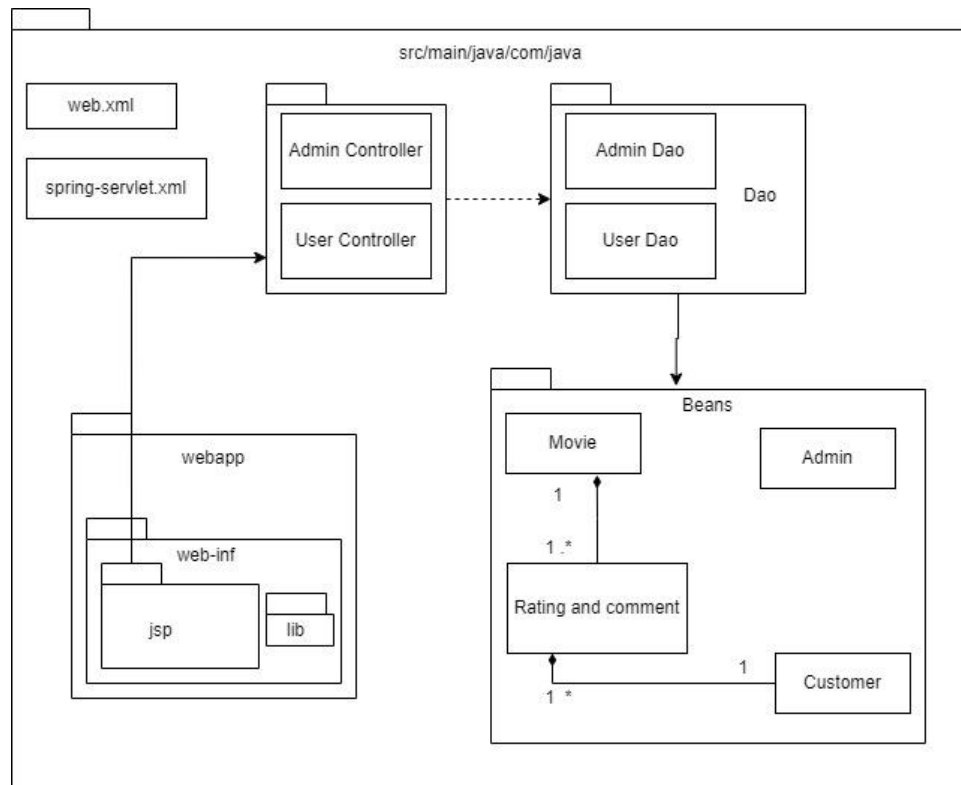 src/main/java/com/java
web.xml
spring-servlet.xml
Admin Controller
User Controller
Admin Dao
User Dao
Dao
webapp
web-inf
jsp
lib
Beans
Movie
Admin
1
1 .*
Rating and comment
1 .*
1
Customer